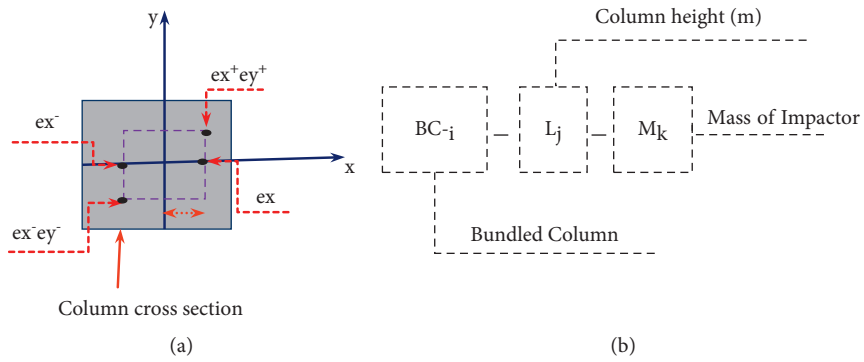 y
ex⁺ey⁺
ex⁻
x
ex
ex⁻ey⁻
Column cross section
(a)
Column height (m)
BC-i – Lj – Mk
Mass of Impactor
Bundled Column
(b)